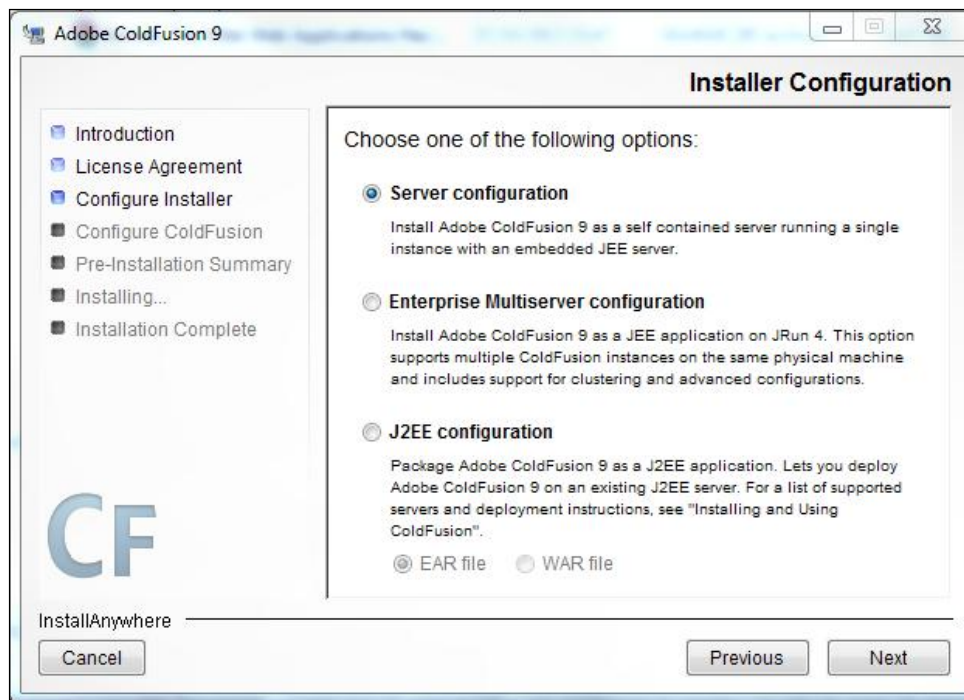 Adobe ColdFusion 9
Installer Configuration
Introduction
License Agreement
Configure Installer
Configure ColdFusion
Pre-Installation Summary
Installing...
Installation Complete
CF
Choose one of the following options:
Server configuration
Install Adobe ColdFusion 9 as a self contained server running a single
instance with an embedded JEE server.
Enterprise Multiserver configuration
Install Adobe ColdFusion 9 as a JEE application on JRun 4. This option
supports multiple ColdFusion instances on the same physical machine
and includes support for clustering and advanced configurations.
J2EE configuration
Package Adobe ColdFusion 9 as a J2EE application. Lets you deploy
Adobe ColdFusion 9 on an existing J2EE server. For a list of supported
servers and deployment instructions, see "Installing and Using
ColdFusion".
EAR file WAR file
InstallAnywhere
Cancel Previous Next